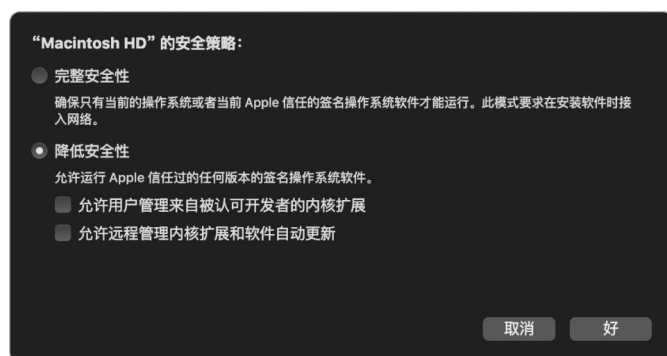 “Macintosh HD”的安全策略：
完整安全性
确保只有当前的操作系统或者当前 Apple 信任的签名操作系统软件才能运行。此模式要求在安装软件时接
入网络。
降低安全性
允许运行 Apple 信任过的任何版本的签名操作系统软件。
允许用户管理来自被认可开发者的内核扩展
允许远程管理内核扩展和软件自动更新
取消
好